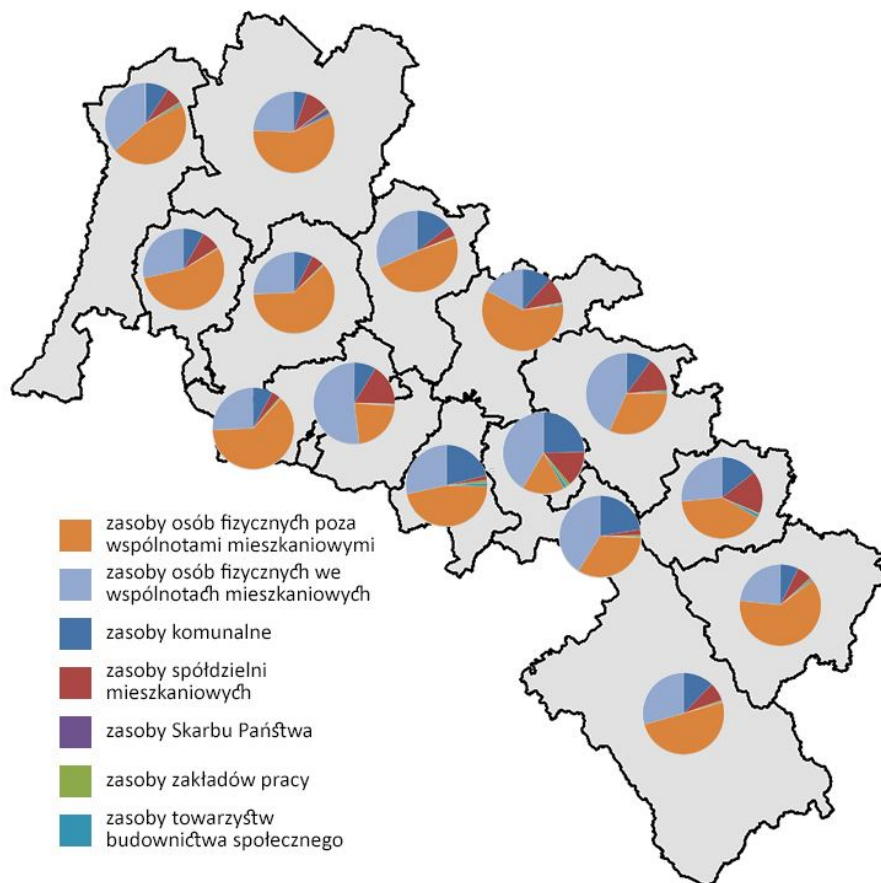 zasoby osób fizycznych poza
wspólnotami mieszkaniowymi
zasoby osób fizycznych we
wspólnotach mieszkaniowych
zasoby komunalne
zasoby spółdzielni
mieszkaniowych
zasoby Skarbu Państwa
zasoby zakładów pracy
zasoby towarzystw
budownictwa społecznego